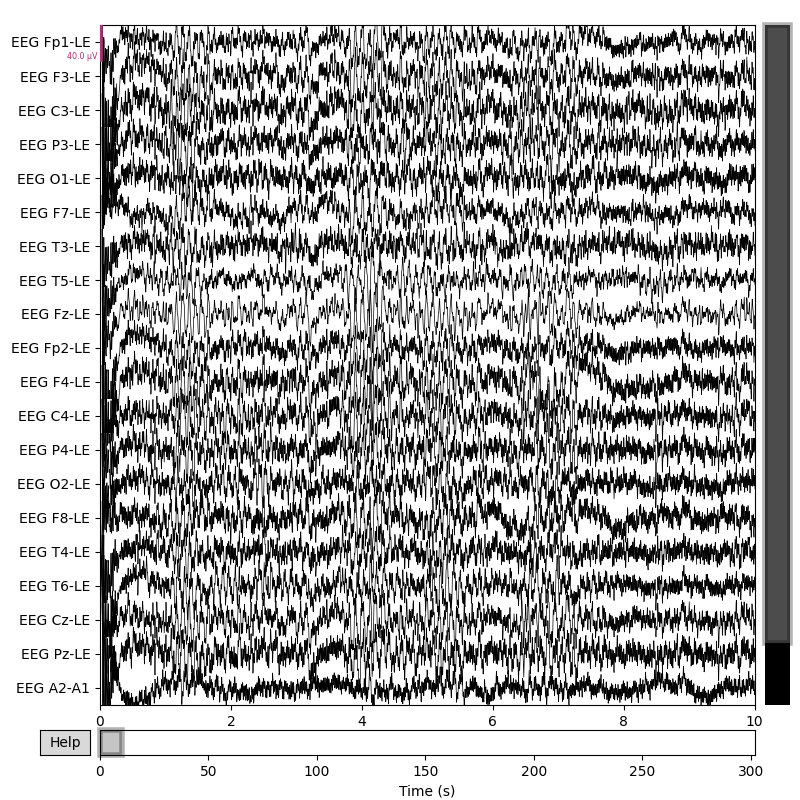 EEG Fp1-LE
40.0 µV
EEG F3-LE
EEG C3-LE
EEG P3-LE
EEG O1-LE
EEG F7-LE
EEG T3-LE
EEG T5-LE
EEG Fz-LE
EEG Fp2-LE
EEG F4-LE
EEG C4-LE
EEG P4-LE
EEG O2-LE
EEG F8-LE
EEG T4-LE
EEG T6-LE
EEG Cz-LE
EEG Pz-LE
EEG A2-A1
0 2 4 6 8 10
Help
0 50 100 150 200 250 300
Time (s)